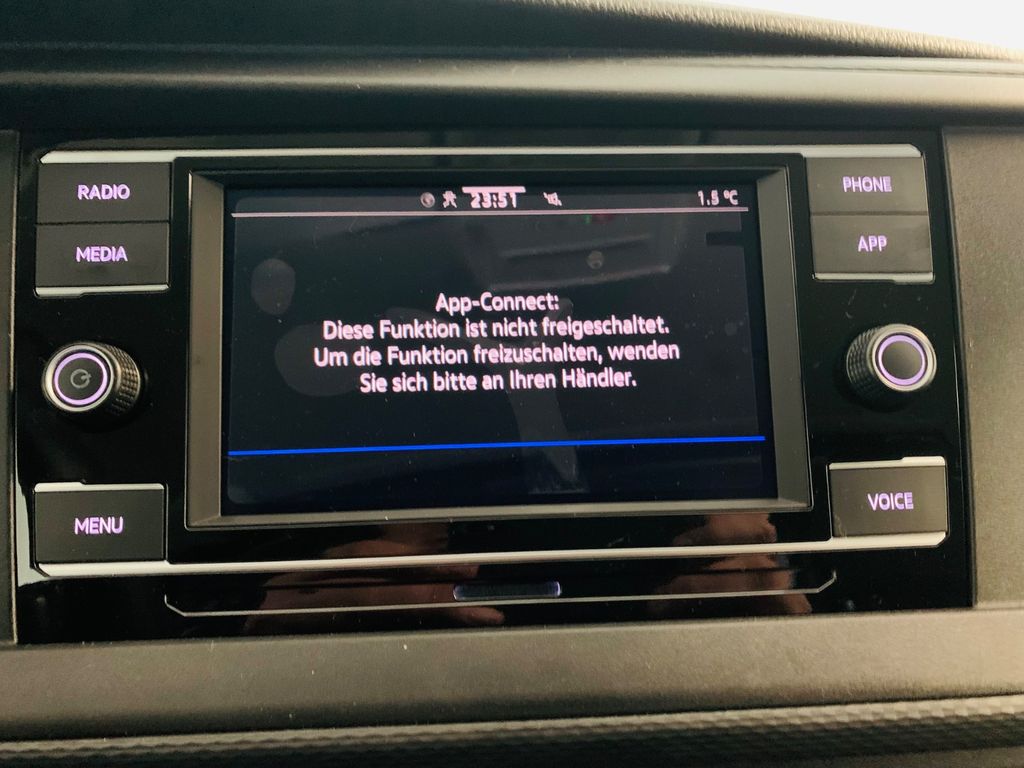 RADIO
MEDIA
MENU
23:51
1.5 °C
App-Connect:
Diese Funktion ist nicht freigeschaltet.
Um die Funktion freizuschalten, wenden
Sie sich bitte an Ihren Händler.
PHONE
APP
VOICE